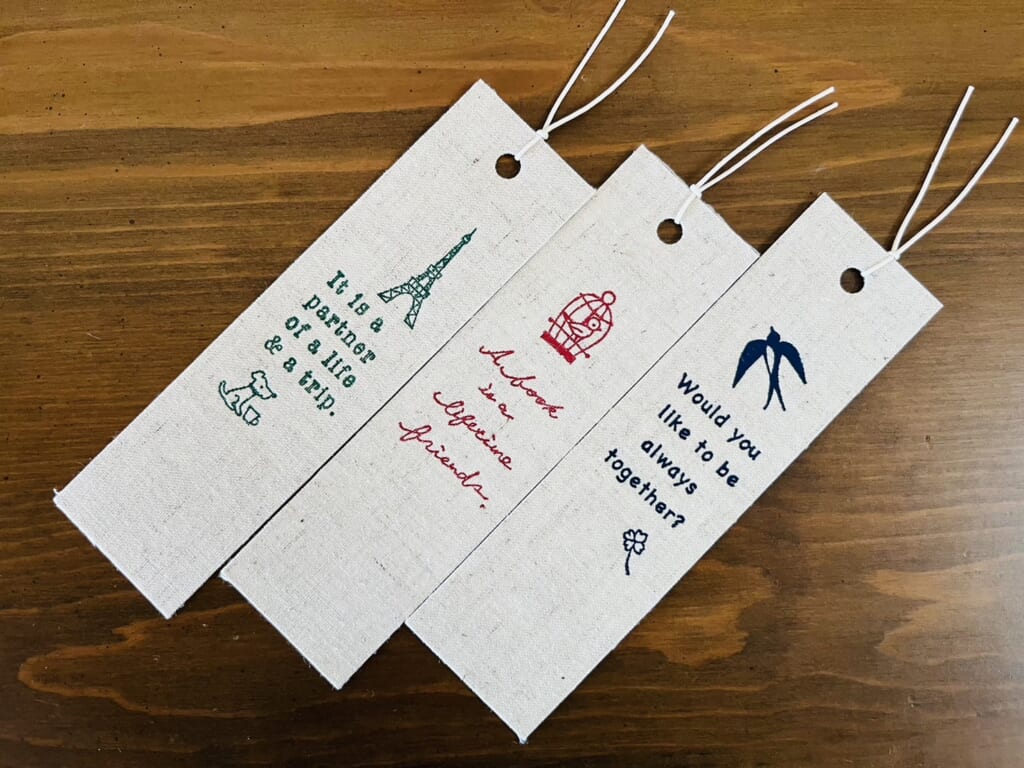 It is a
partner
of a life
& a trip.
A book
is a
lifetime
friends.
Would you
like to be
always
together?